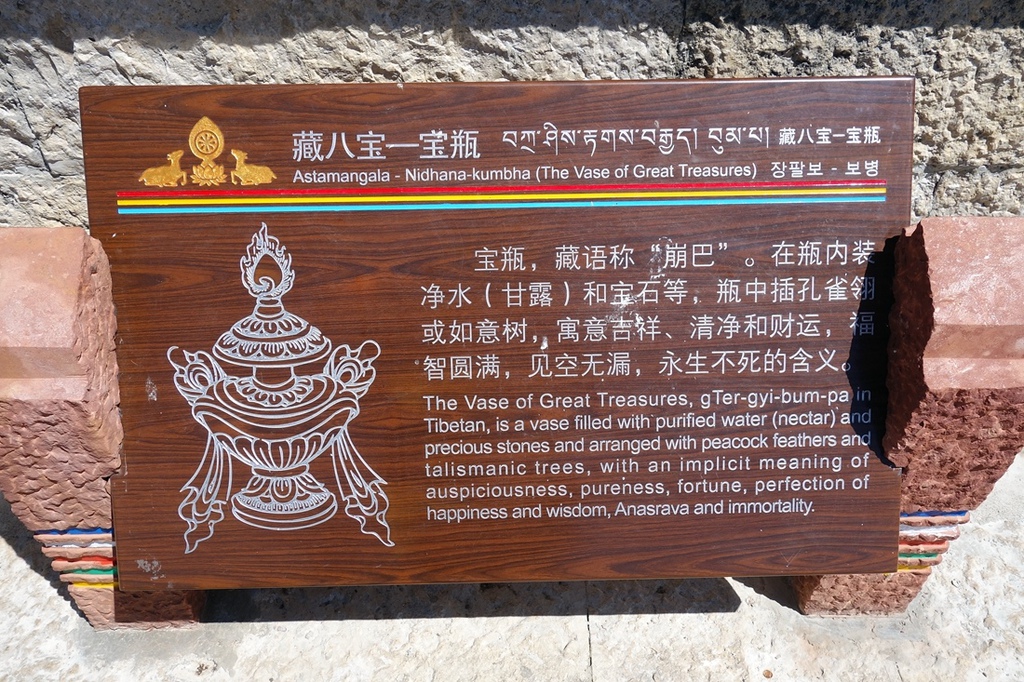 藏八宝—宝瓶 བཀྲ་ཤིས་རྟགས་བརྒྱད། བུམ་པ། 藏八宝一宝瓶
Astamangala - Nidhana-kumbha (The Vase of Great Treasures) 장팔보 - 보병
宝瓶，藏语称“崩巴”。在瓶内装
净水（甘露）和宝石等，瓶中插孔雀翎
或如意树，寓意吉祥、清净和财运，福
智圆满，见空无漏，永生不死的含义。
The Vase of Great Treasures, gTer-gyi-bum-pa in
Tibetan, is a vase filled with purified water (nectar) and
precious stones and arranged with peacock feathers and
talismanic trees, with an implicit meaning of
auspiciousness, pureness, fortune, perfection of
happiness and wisdom, Anasrava and immortality.